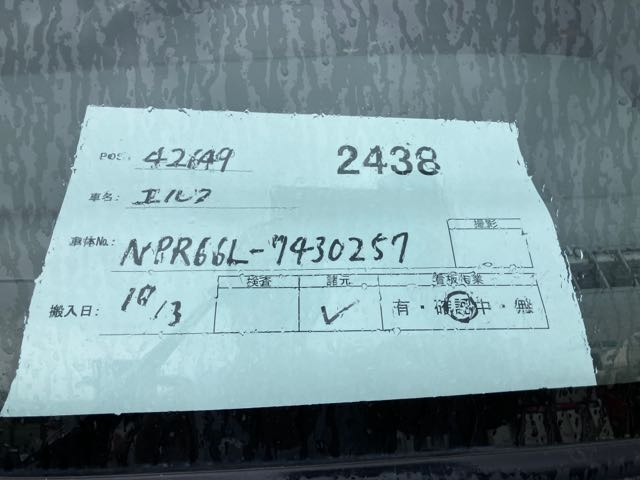 POS: 42649 2438
車名: エルフ
車体No.: NPR66L-7430257 撮影
検査 諸元 看板作業
搬入日: 10/3 ✓ 有・確認中・無